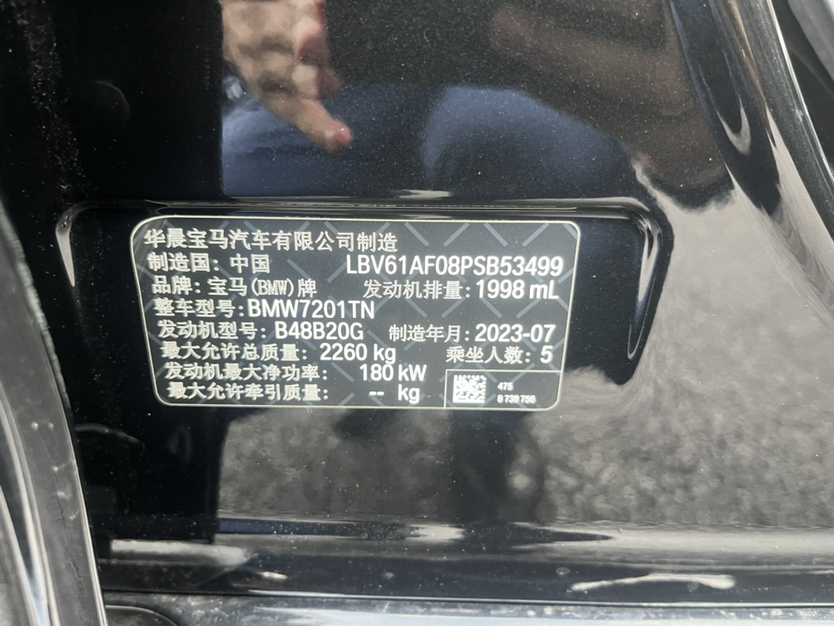 华晨宝马汽车有限公司制造
制造国：中国 LBV61AF08PSB53499
品牌：宝马(BMW)牌 发动机排量：1998 mL
整车型号：BMW7201TN
发动机型号：B48B20G 制造年月：2023-07
最大允许总质量：2260 kg 乘坐人数：5
发动机最大净功率：180 kW
最大允许牵引质量：-- kg
475
8 738 756